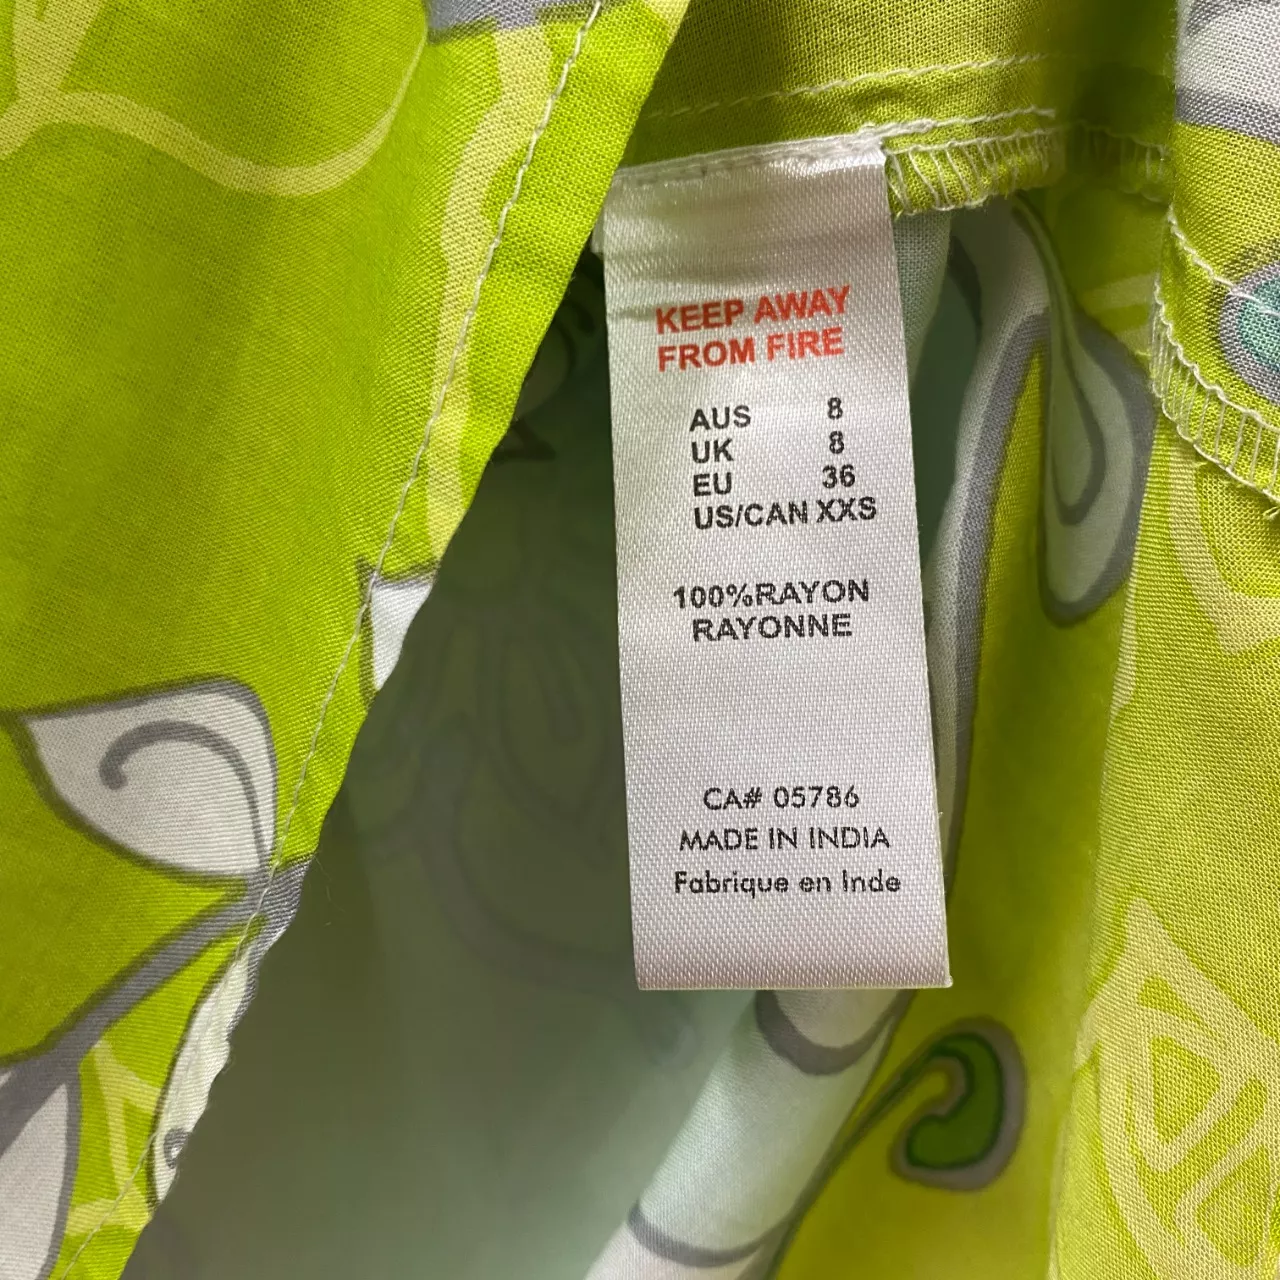 KEEP AWAY
FROM FIRE
AUS 8
UK 8
EU 36
US/CAN XXS
100%RAYON
RAYONNE
CA# 05786
MADE IN INDIA
Fabrique en Inde